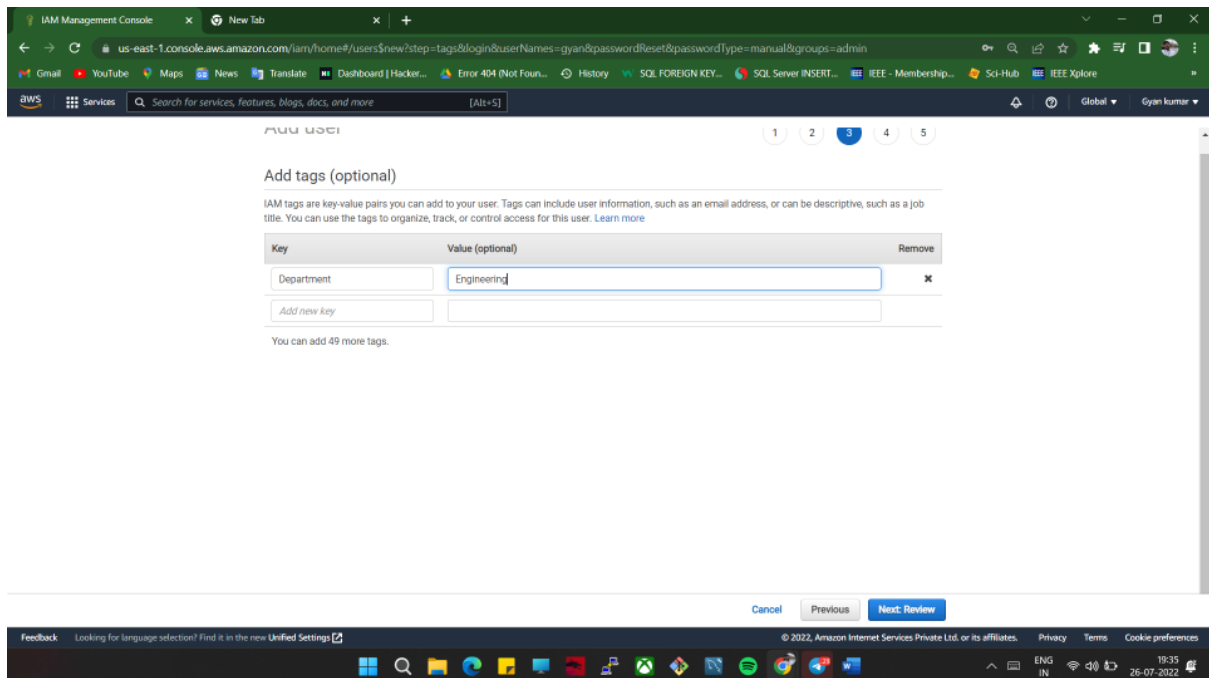 IAM Management Console
New Tab
us-east-1.console.aws.amazon.com/iam/home#/users$new?step=tags&login&userNames=gyan&passwordReset&passwordType=manual&groups=admin
Gmail YouTube Maps News Translate Dashboard | Hacker... Error 404 (Not Foun... History SQL FOREIGN KEY... SQL Server INSERT... IEEE - Membership... Sci-Hub IEEE Xplore »
aws Services Search for services, features, blogs, docs, and more [Alt+S] Global Gyan kumar
Add user 1 2 3 4 5
Add tags (optional)
IAM tags are key-value pairs you can add to your user. Tags can include user information, such as an email address, or can be descriptive, such as a job
title. You can use the tags to organize, track, or control access for this user. Learn more
Key Value (optional) Remove
Department Engineering
Add new key
You can add 49 more tags.
Cancel Previous Next: Review
Feedback Looking for language selection? Find it in the new Unified Settings © 2022, Amazon Internet Services Private Ltd. or its affiliates. Privacy Terms Cookie preferences
ENG 19:35
IN 26-07-2022